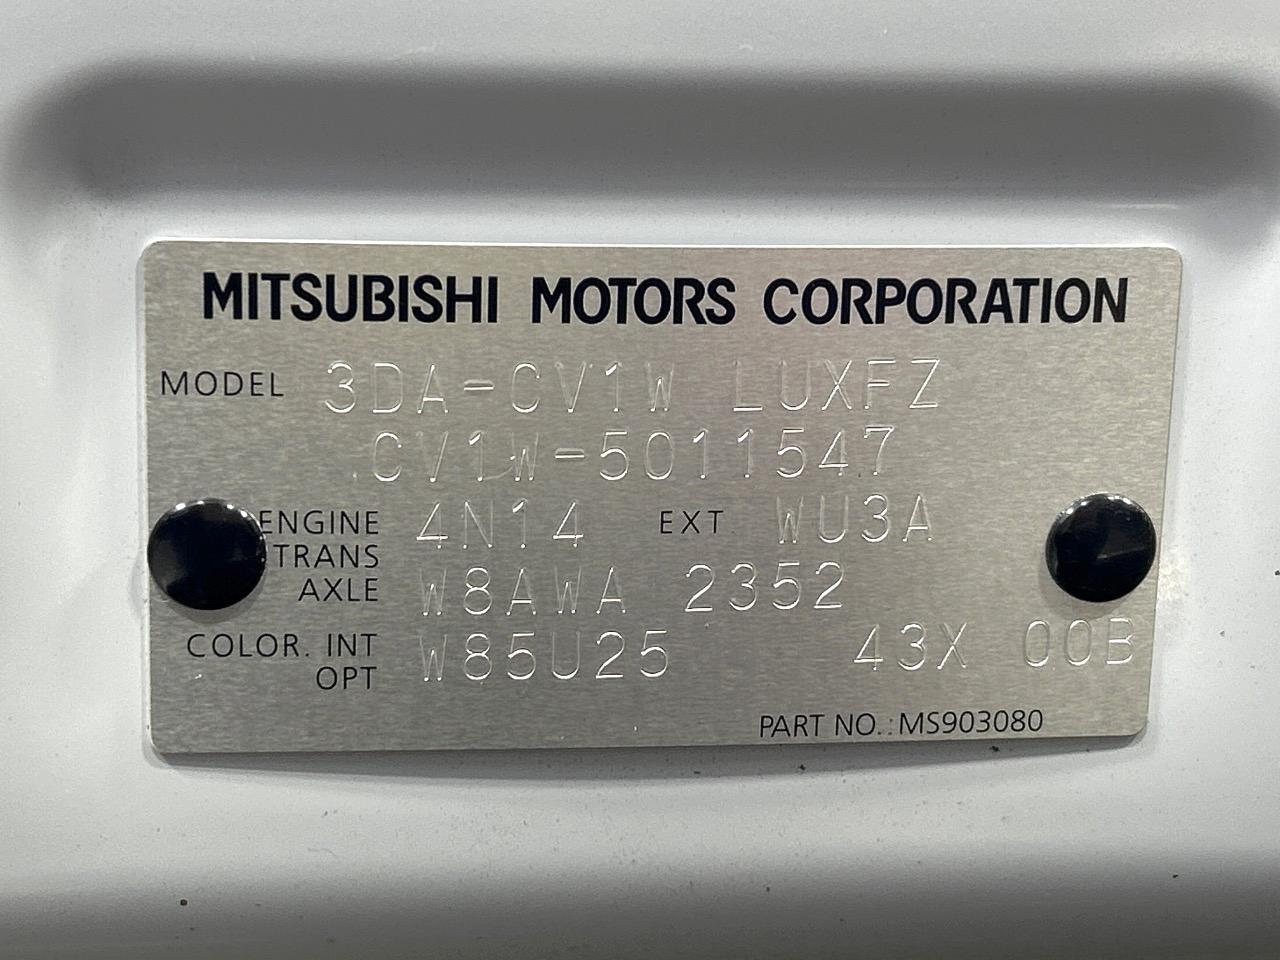 MITSUBISHI MOTORS CORPORATION
MODEL 3DA-CV1W LUXFZ
CV1W-5011547
ENGINE 4N14 EXT WU3A
TRANS
AXLE W8AWA 2352
COLOR. INT W85U25 43X 00B
OPT
PART NO.: MS903080